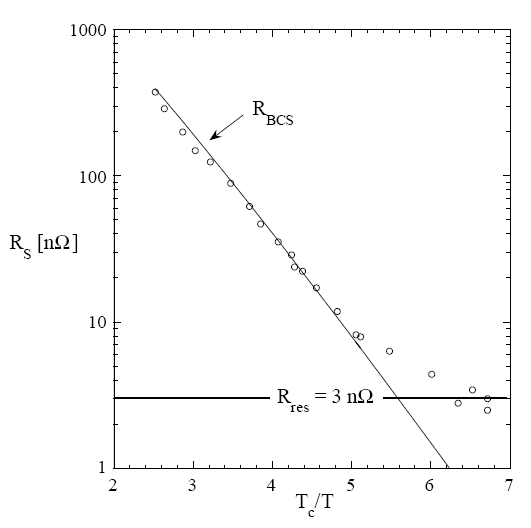 1000
R_BCS
100
R_S [nΩ]
10
R_res = 3 nΩ
1
2 3 4 5 6 7
T_c/T